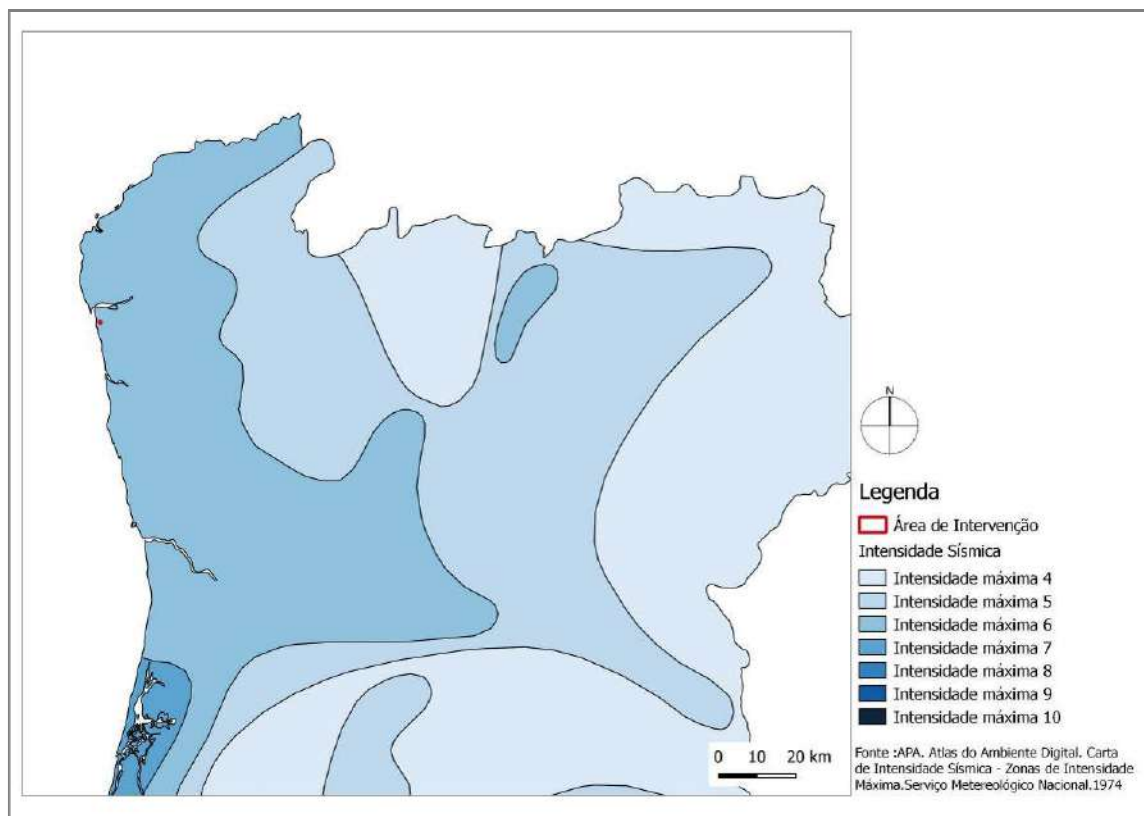 N
Legenda
Área de Intervenção
Intensidade Sísmica
Intensidade máxima 4
Intensidade máxima 5
Intensidade máxima 6
Intensidade máxima 7
Intensidade máxima 8
Intensidade máxima 9
Intensidade máxima 10
0 10 20 km
Fonte :APA. Atlas do Ambiente Digital. Carta
de Intensidade Sísmica - Zonas de Intensidade
Máxima.Serviço Metereológico Nacional.1974